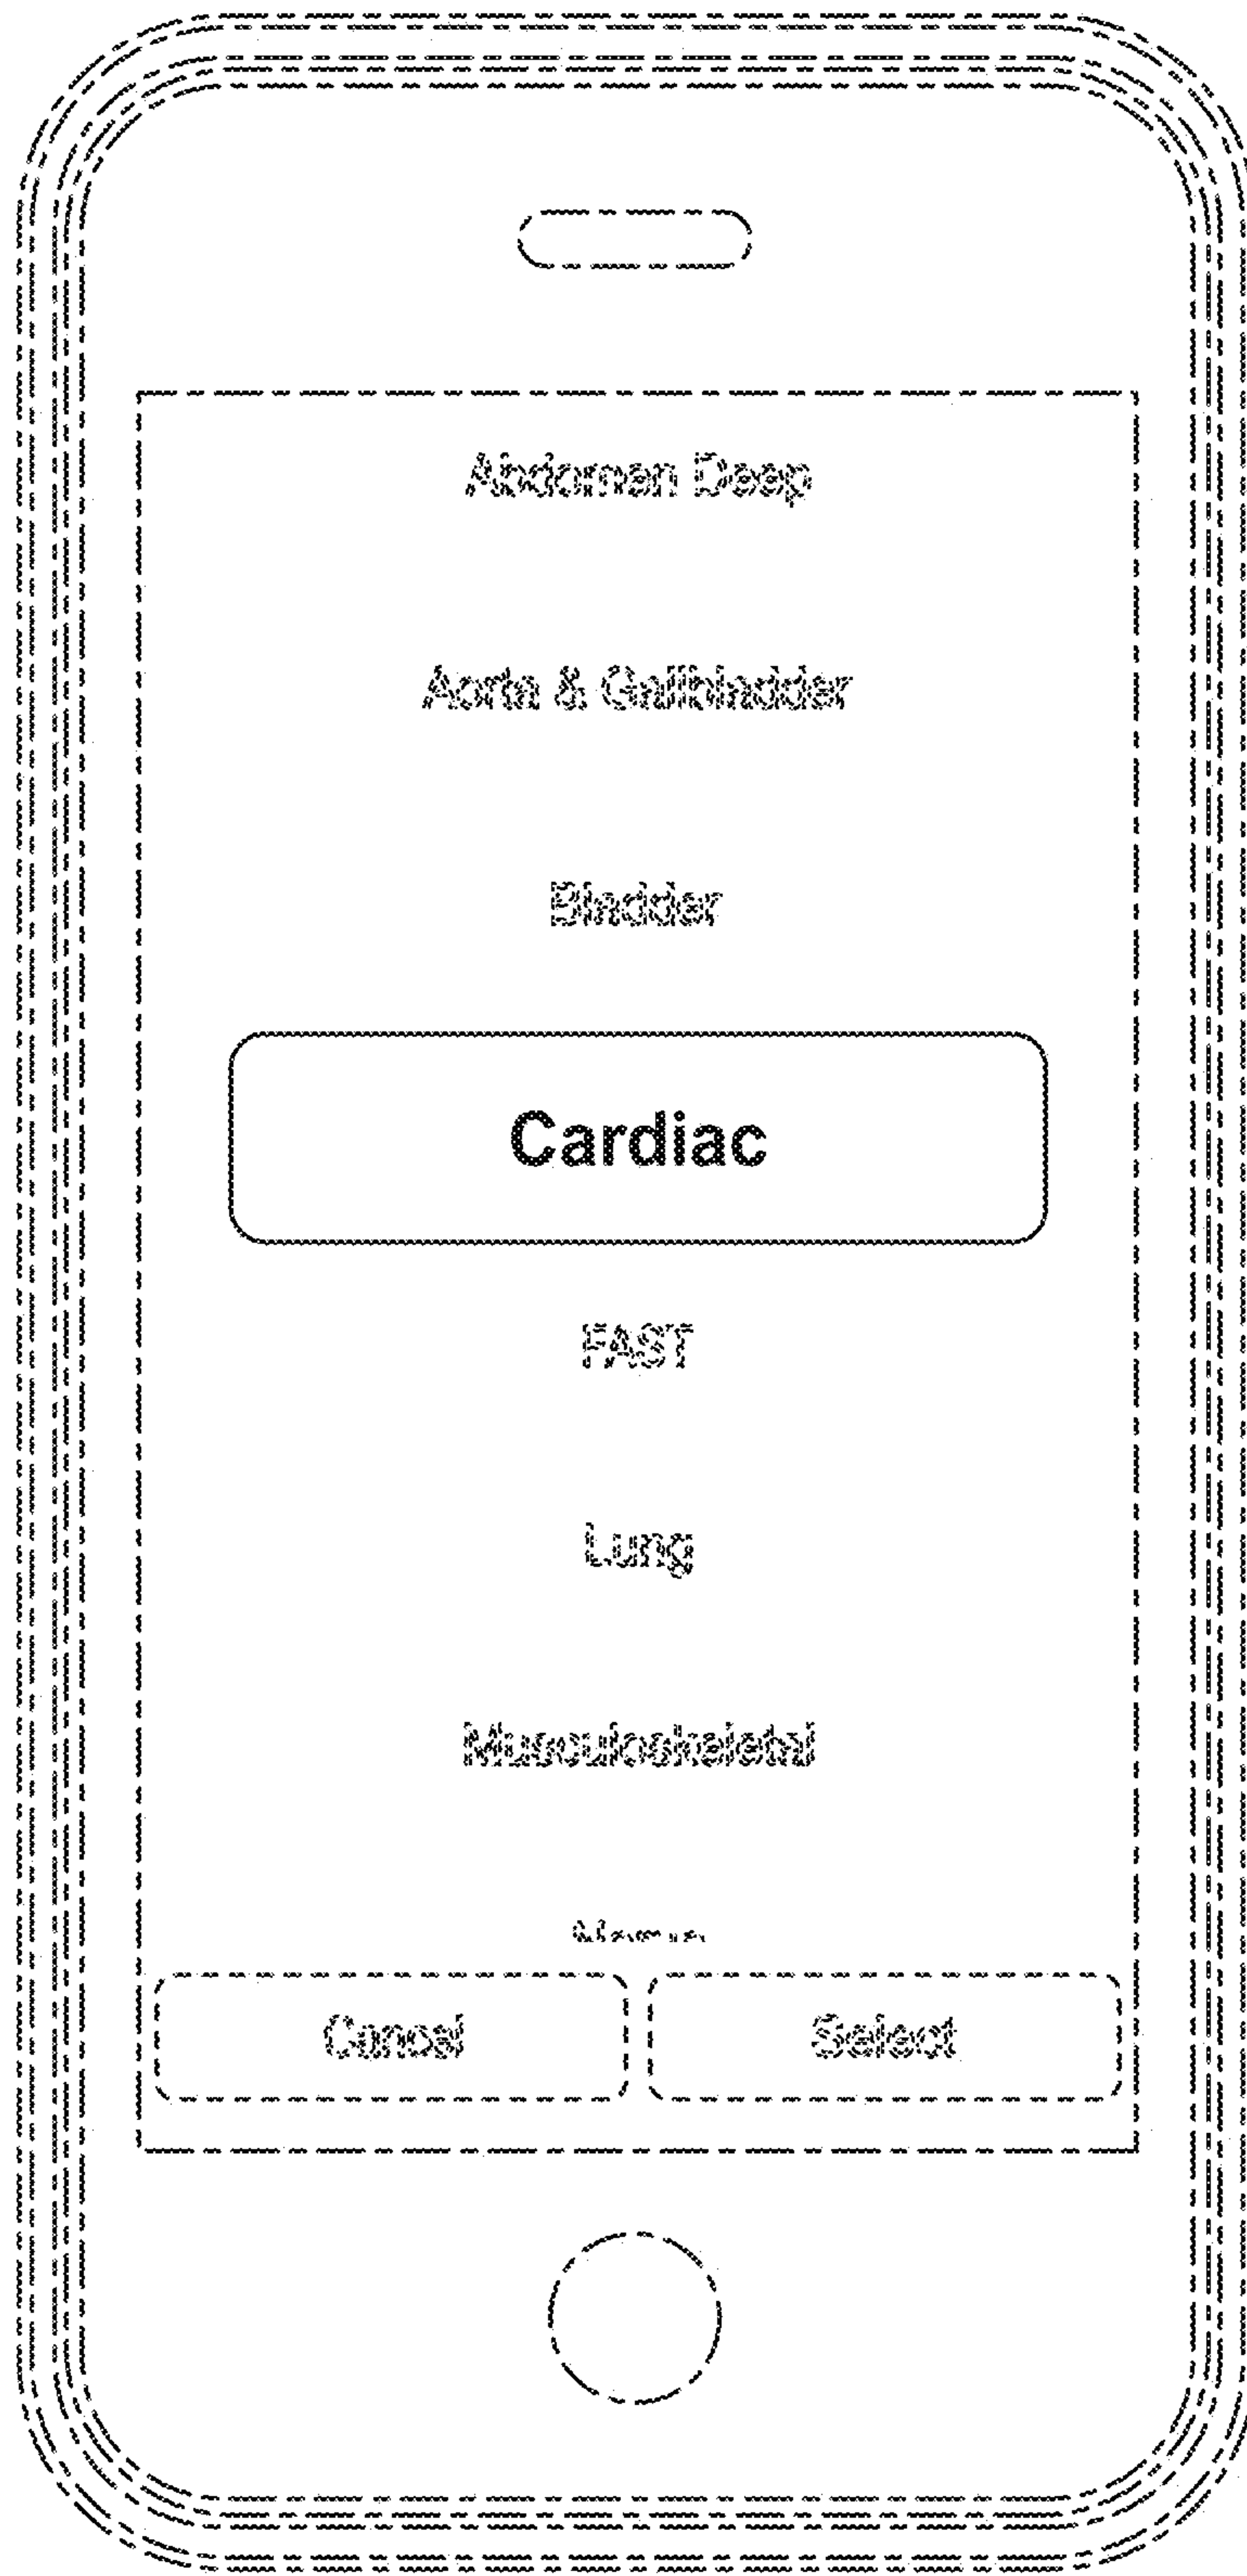 Abdomen Deep
Aorta & Gallbladder
Bladder
Cardiac
FAST
Lung
Musculoskeletal
Cancel Select